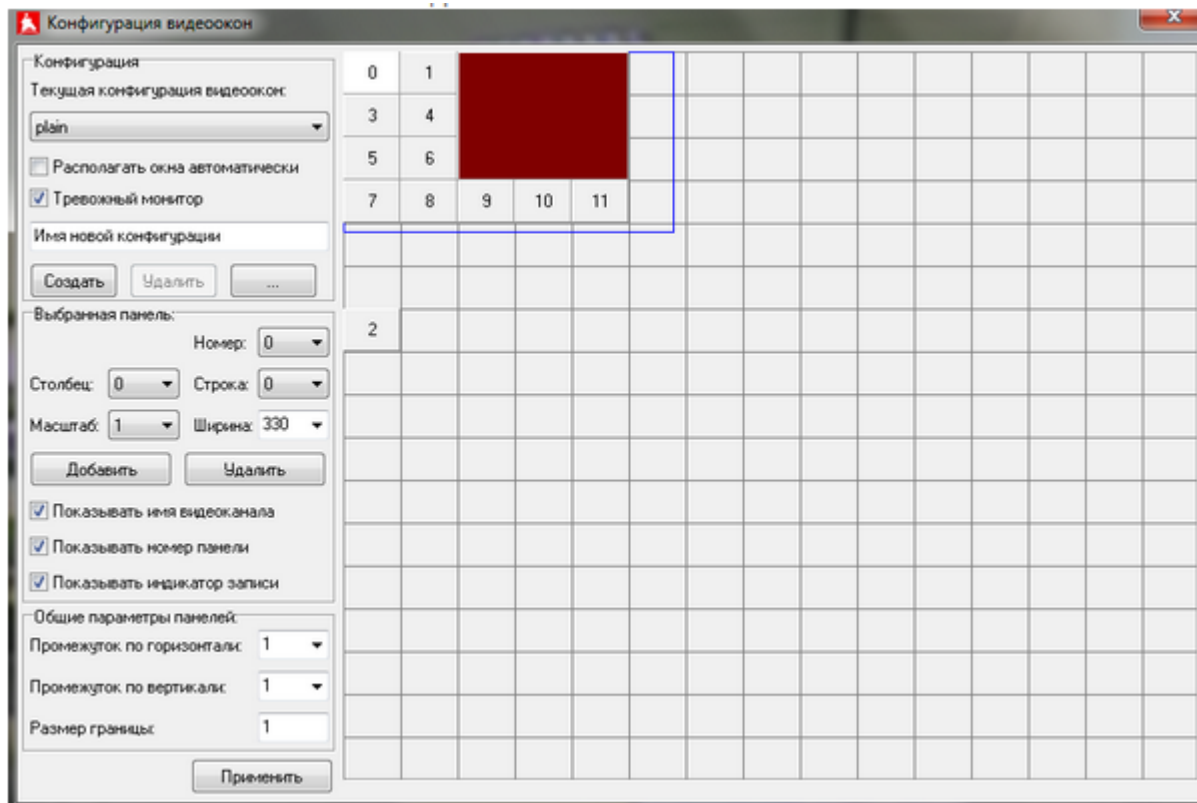 Конфигурация видеоокон
Конфигурация
Текущая конфигурация видеоокон:
plain
Располагать окна автоматически
Тревожный монитор
Имя новой конфигурации
Создать Удалить ...
Выбранная панель:
Номер: 0
Столбец: 0 Строка: 0
Масштаб: 1 Ширина: 330
Добавить Удалить
Показывать имя видеоканала
Показывать номер панели
Показывать индикатор записи
Общие параметры панелей:
Промежуток по горизонтали: 1
Промежуток по вертикали: 1
Размер границы: 1
Применить
0 1
3 4
5 6
7 8 9 10 11
2